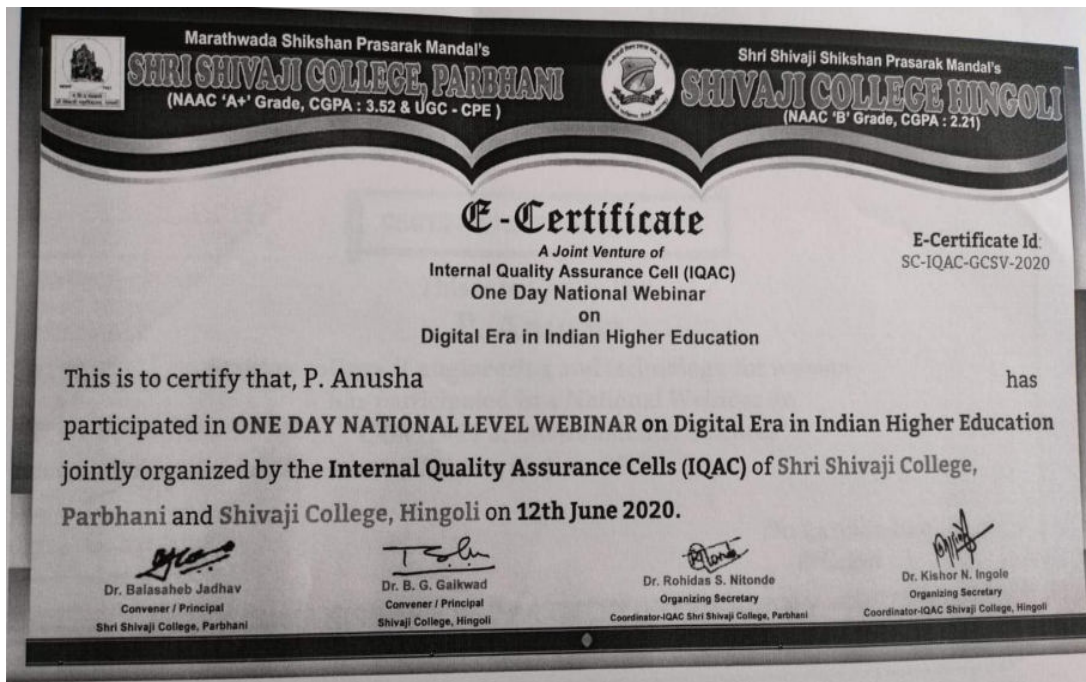 Marathwada Shikshan Prasarak Mandal's
SHRI SHIVAJI COLLEGE, PARBHANI
(NAAC 'A+' Grade, CGPA : 3.52 & UGC - CPE )
Shri Shivaji Shikshan Prasarak Mandal's
SHIVAJI COLLEGE HINGOLI
(NAAC 'B' Grade, CGPA : 2.21)
E-Certificate
A Joint Venture of
Internal Quality Assurance Cell (IQAC)
One Day National Webinar
on
Digital Era in Indian Higher Education
E-Certificate Id:
SC-IQAC-GCSV-2020
This is to certify that, P. Anusha has
participated in ONE DAY NATIONAL LEVEL WEBINAR on Digital Era in Indian Higher Education
jointly organized by the Internal Quality Assurance Cells (IQAC) of Shri Shivaji College,
Parbhani and Shivaji College, Hingoli on 12th June 2020.
Dr. Balasaheb Jadhav
Convener / Principal
Shri Shivaji College, Parbhani
Dr. B. G. Gaikwad
Convener / Principal
Shivaji College, Hingoli
Dr. Rohidas S. Nitonde
Organizing Secretary
Coordinator-IQAC Shri Shivaji College, Parbhani
Dr. Kishor N. Ingole
Organizing Secretary
Coordinator-IQAC Shivaji College, Hingoli